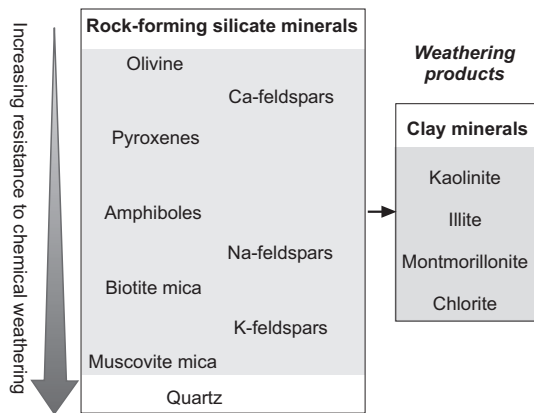 Increasing resistance to chemical weathering
Rock-forming silicate minerals
Olivine
Ca-feldspars
Pyroxenes
Amphiboles
Na-feldspars
Biotite mica
K-feldspars
Muscovite mica
Quartz
Weathering
products
Clay minerals
Kaolinite
Illite
Montmorillonite
Chlorite